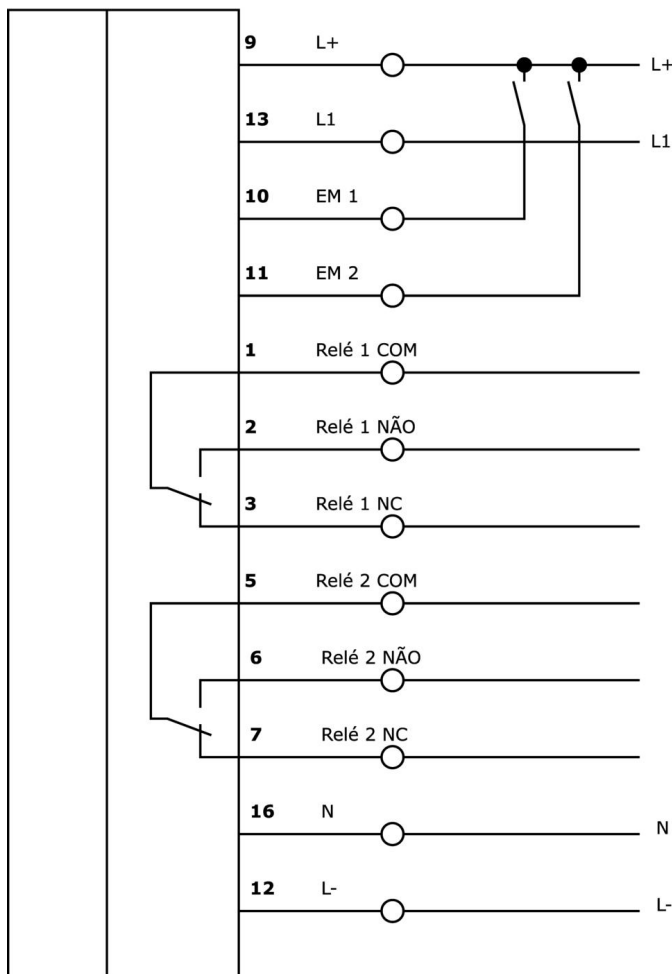 9 L+
L+
13 L1
L1
10 EM 1
11 EM 2
1 Relé 1 COM
2 Relé 1 NÃO
3 Relé 1 NC
5 Relé 2 COM
6 Relé 2 NÃO
7 Relé 2 NC
16 N
N
12 L-
L-